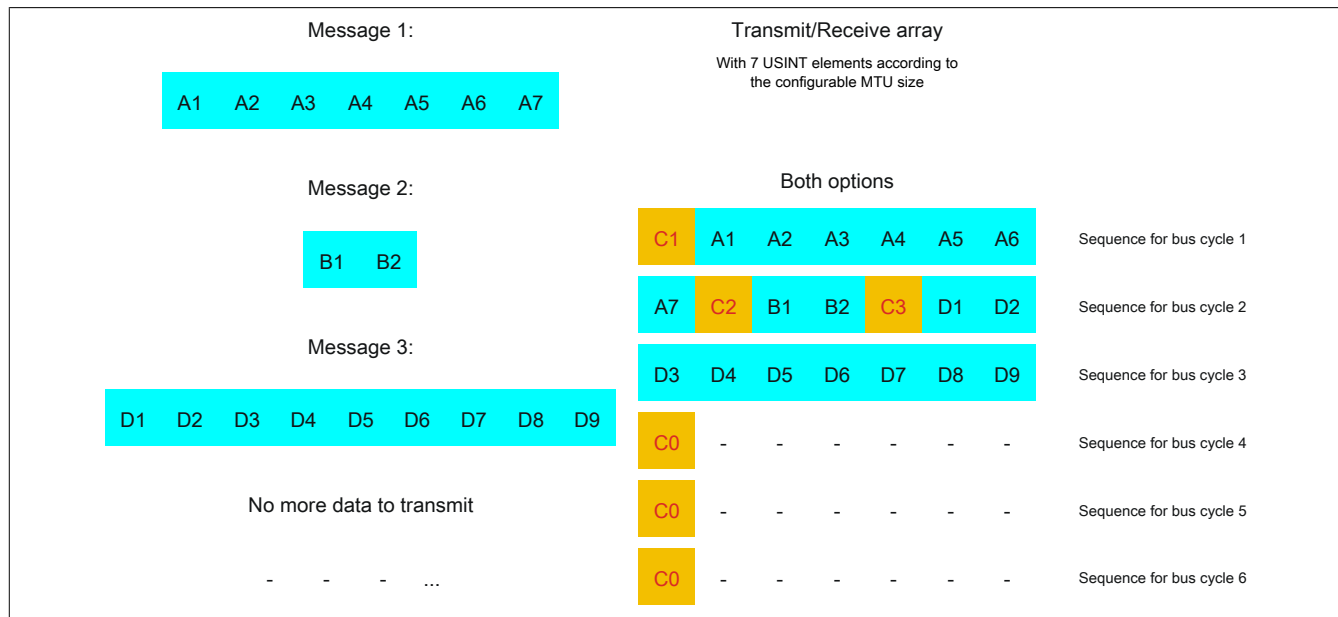 Message 1:
A1 A2 A3 A4 A5 A6 A7
Message 2:
B1 B2
Message 3:
D1 D2 D3 D4 D5 D6 D7 D8 D9
No more data to transmit
- - - ...
Transmit/Receive array
With 7 USINT elements according to
the configurable MTU size
Both options
C1 A1 A2 A3 A4 A5 A6 Sequence for bus cycle 1
A7 C2 B1 B2 C3 D1 D2 Sequence for bus cycle 2
D3 D4 D5 D6 D7 D8 D9 Sequence for bus cycle 3
C0 - - - - - - Sequence for bus cycle 4
C0 - - - - - - Sequence for bus cycle 5
C0 - - - - - - Sequence for bus cycle 6